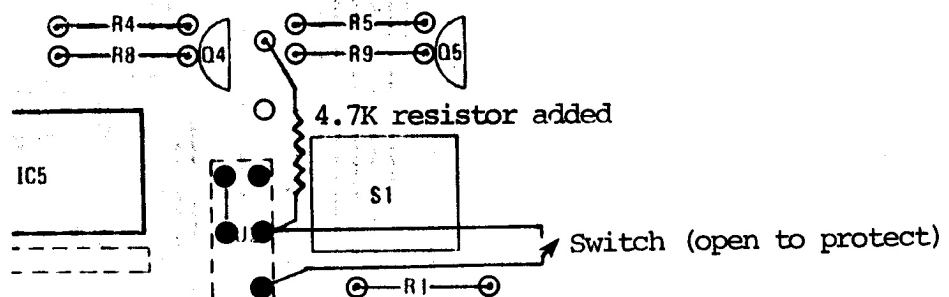 R4
R5
R8
Q4
R9
Q5
4.7K resistor added
IC5
S1
J
Switch (open to protect)
R1